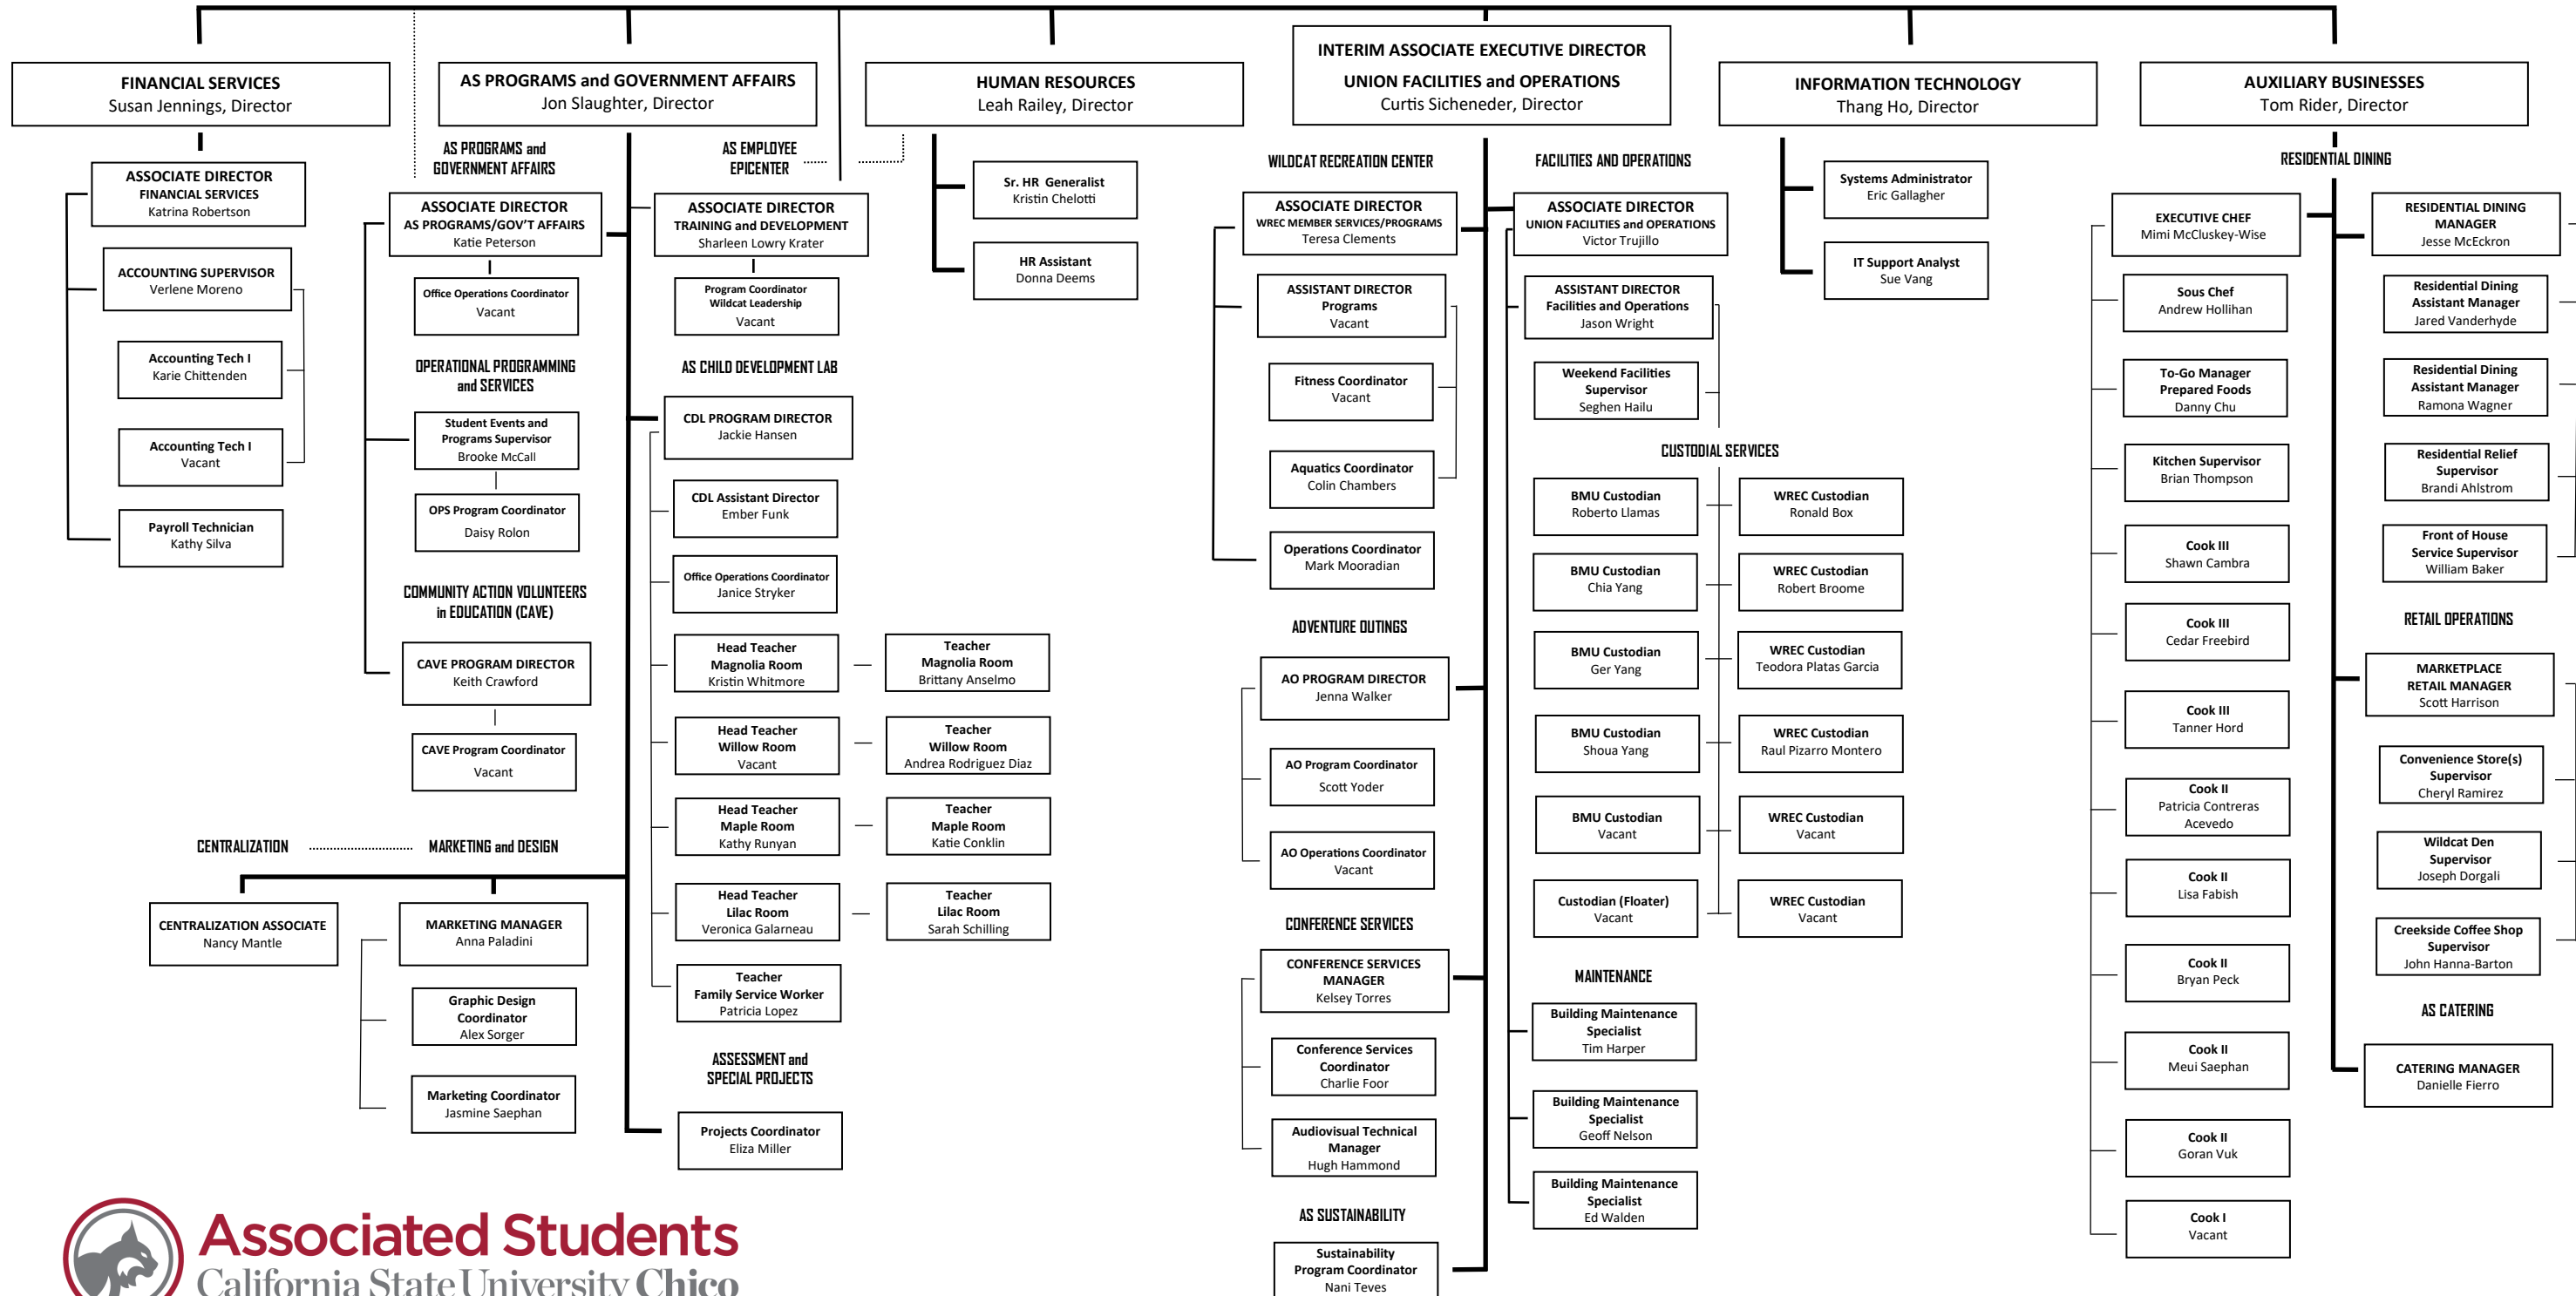 FINANCIAL SERVICES
Susan Jennings, Director
AS PROGRAMS and GOVERNMENT AFFAIRS
Jon Slaughter, Director
HUMAN RESOURCES
Leah Railey, Director
INTERIM ASSOCIATE EXECUTIVE DIRECTOR
UNION FACILITIES and OPERATIONS
Curtis Sicheneder, Director
INFORMATION TECHNOLOGY
Thang Ho, Director
AUXILIARY BUSINESSES
Tom Rider, Director
ASSOCIATE DIRECTOR
FINANCIAL SERVICES
Katrina Robertson
ACCOUNTING SUPERVISOR
Verlene Moreno
Accounting Tech I
Karie Chittenden
Accounting Tech I
Vacant
Payroll Technician
Kathy Silva
AS PROGRAMS and
GOVERNMENT AFFAIRS
ASSOCIATE DIRECTOR
AS PROGRAMS/GOV'T AFFAIRS
Katie Peterson
Office Operations Coordinator
Vacant
OPERATIONAL PROGRAMMING
and SERVICES
Student Events and
Programs Supervisor
Brooke McCall
OPS Program Coordinator
Daisy Rolon
COMMUNITY ACTION VOLUNTEERS
in EDUCATION (CAVE)
CAVE PROGRAM DIRECTOR
Keith Crawford
CAVE Program Coordinator
Vacant
CENTRALIZATION
MARKETING and DESIGN
CENTRALIZATION ASSOCIATE
Nancy Mantle
MARKETING MANAGER
Anna Paladini
Graphic Design
Coordinator
Alex Sorger
Marketing Coordinator
Jasmine Saephan
AS EMPLOYEE
EPICENTER
ASSOCIATE DIRECTOR
TRAINING and DEVELOPMENT
Sharleen Lowry Krater
Program Coordinator
Wildcat Leadership
Vacant
AS CHILD DEVELOPMENT LAB
CDL PROGRAM DIRECTOR
Jackie Hansen
CDL Assistant Director
Ember Funk
Office Operations Coordinator
Janice Stryker
Head Teacher
Magnolia Room
Kristin Whitmore
Teacher
Magnolia Room
Brittany Anselmo
Head Teacher
Willow Room
Vacant
Teacher
Willow Room
Andrea Rodriguez Diaz
Head Teacher
Maple Room
Kathy Runyan
Teacher
Maple Room
Katie Conklin
Head Teacher
Lilac Room
Veronica Galarneau
Teacher
Lilac Room
Sarah Schilling
Teacher
Family Service Worker
Patricia Lopez
ASSESSMENT and
SPECIAL PROJECTS
Projects Coordinator
Eliza Miller
Sr. HR Generalist
Kristin Chelotti
HR Assistant
Donna Deems
WILDCAT RECREATION CENTER
ASSOCIATE DIRECTOR
WREC MEMBER SERVICES/PROGRAMS
Teresa Clements
ASSISTANT DIRECTOR
Programs
Vacant
Fitness Coordinator
Vacant
Aquatics Coordinator
Colin Chambers
Operations Coordinator
Mark Mooradian
ADVENTURE OUTINGS
AO PROGRAM DIRECTOR
Jenna Walker
AO Program Coordinator
Scott Yoder
AO Operations Coordinator
Vacant
CONFERENCE SERVICES
CONFERENCE SERVICES
MANAGER
Kelsey Torres
Conference Services
Coordinator
Charlie Foor
Audiovisual Technical
Manager
Hugh Hammond
AS SUSTAINABILITY
Sustainability
Program Coordinator
Nani Teves
FACILITIES AND OPERATIONS
ASSOCIATE DIRECTOR
UNION FACILITIES and OPERATIONS
Victor Trujillo
ASSISTANT DIRECTOR
Facilities and Operations
Jason Wright
Weekend Facilities
Supervisor
Seghen Hailu
CUSTODIAL SERVICES
BMU Custodian
Roberto Llamas
WREC Custodian
Ronald Box
BMU Custodian
Chia Yang
WREC Custodian
Robert Broome
BMU Custodian
Ger Yang
WREC Custodian
Teodora Platas Garcia
BMU Custodian
Shoua Yang
WREC Custodian
Raul Pizarro Montero
BMU Custodian
Vacant
WREC Custodian
Vacant
Custodian (Floater)
Vacant
WREC Custodian
Vacant
MAINTENANCE
Building Maintenance
Specialist
Tim Harper
Building Maintenance
Specialist
Geoff Nelson
Building Maintenance
Specialist
Ed Walden
Systems Administrator
Eric Gallagher
IT Support Analyst
Sue Vang
RESIDENTIAL DINING
EXECUTIVE CHEF
Mimi McCluskey-Wise
Sous Chef
Andrew Hollihan
To-Go Manager
Prepared Foods
Danny Chu
Kitchen Supervisor
Brian Thompson
Cook III
Shawn Cambra
Cook III
Cedar Freebird
Cook III
Tanner Hord
Cook II
Patricia Contreras
Acevedo
Cook II
Lisa Fabish
Cook II
Bryan Peck
Cook II
Meui Saephan
Cook II
Goran Vuk
Cook I
Vacant
RESIDENTIAL DINING
MANAGER
Jesse McEckron
Residential Dining
Assistant Manager
Jared Vanderhyde
Residential Dining
Assistant Manager
Ramona Wagner
Residential Relief
Supervisor
Brandi Ahlstrom
Front of House
Service Supervisor
William Baker
RETAIL OPERATIONS
MARKETPLACE
RETAIL MANAGER
Scott Harrison
Convenience Store(s)
Supervisor
Cheryl Ramirez
Wildcat Den
Supervisor
Joseph Dorgali
Creekside Coffee Shop
Supervisor
John Hanna-Barton
AS CATERING
CATERING MANAGER
Danielle Fierro
Associated Students
California State University Chico